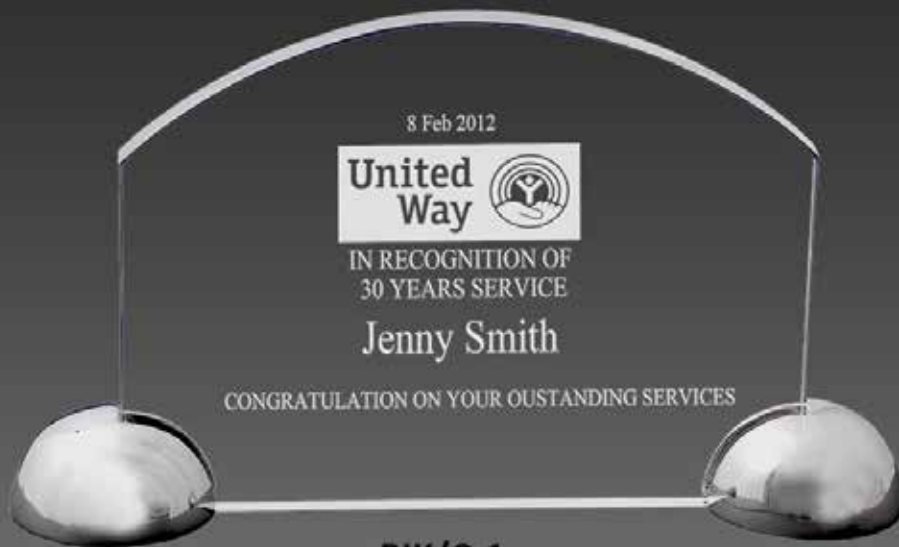 8 Feb 2012
United
Way
IN RECOGNITION OF
30 YEARS SERVICE
Jenny Smith
CONGRATULATION ON YOUR OUSTANDING SERVICES